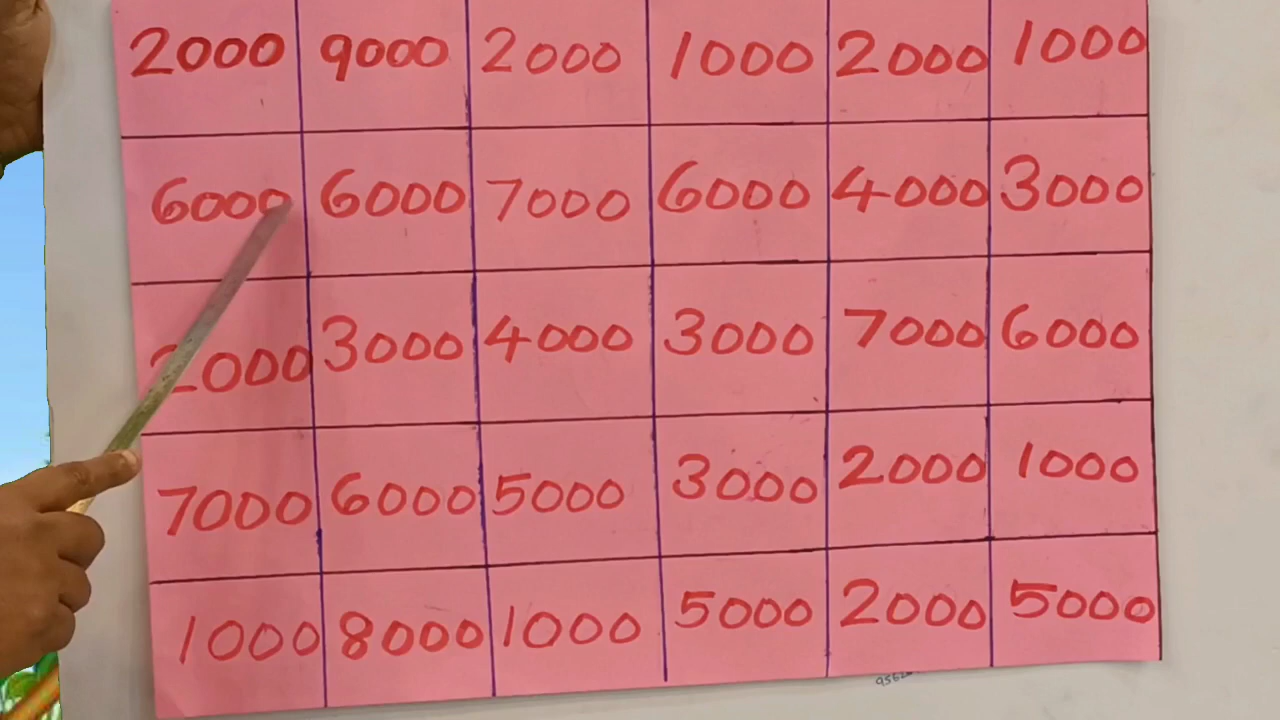 2000 9000 2000 1000 2000 1000
6000 6000 7000 6000 4000 3000
2000 3000 4000 3000 7000 6000
7000 6000 5000 3000 2000 1000
1000 8000 1000 5000 2000 5000